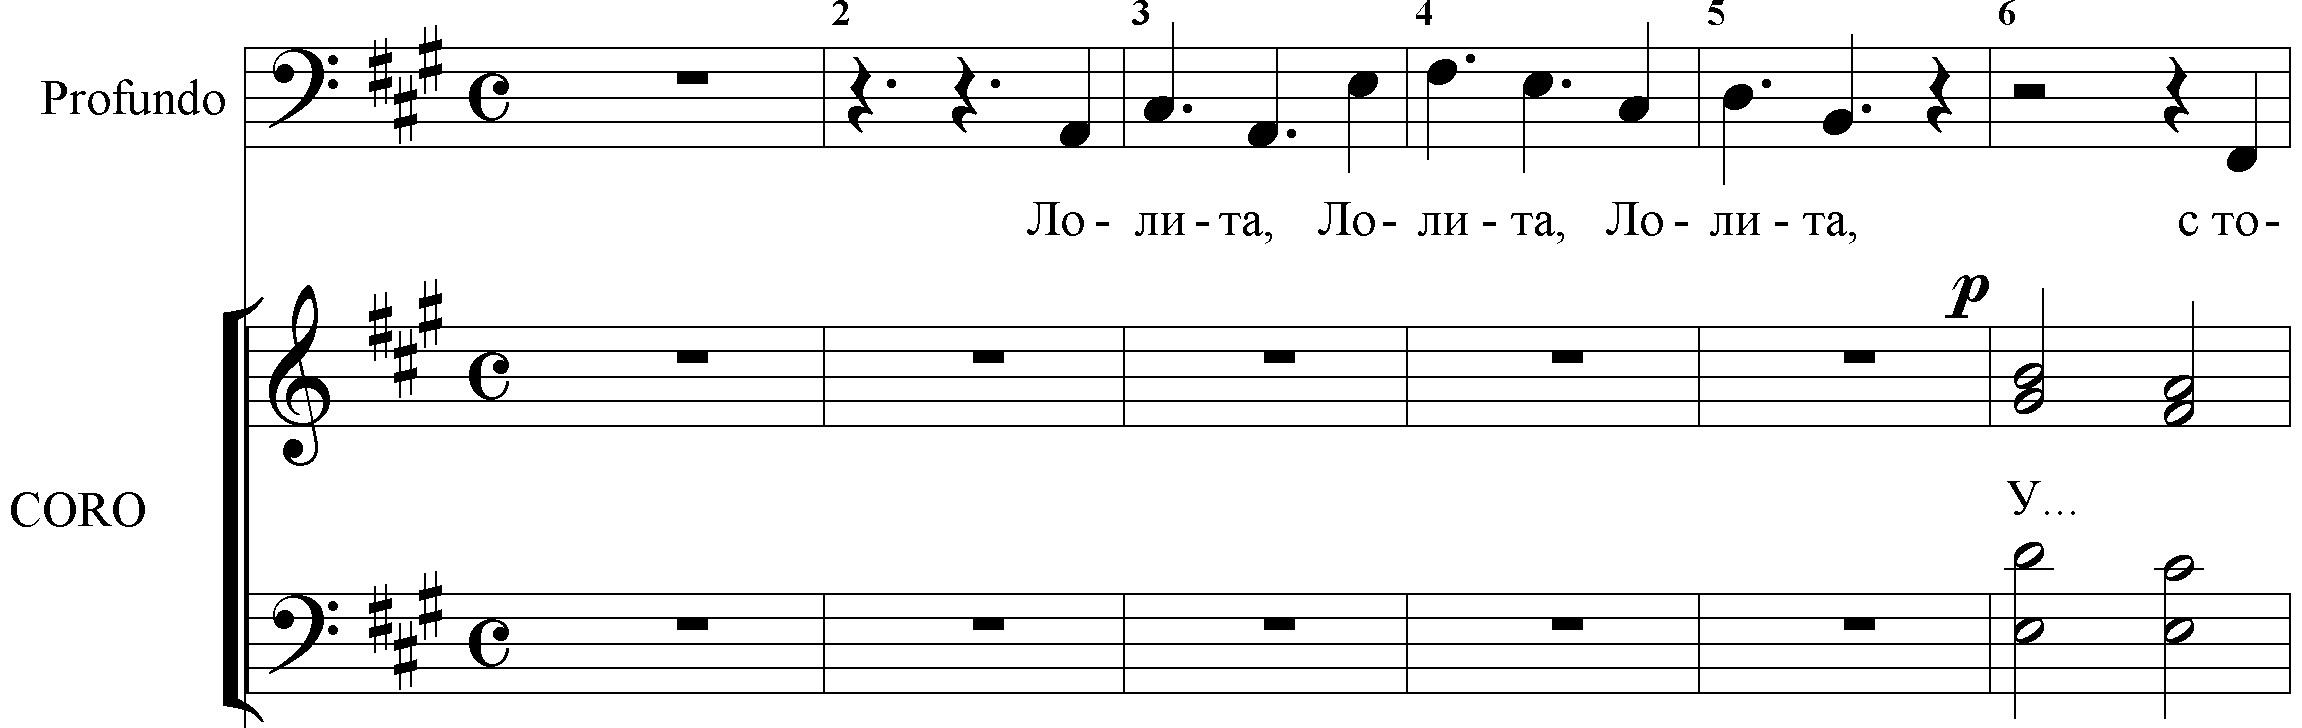 2 3 4 5 6
Profundo
Ло - ли - та, Ло - ли - та, Ло - ли - та, с то -
p
CORO
У...